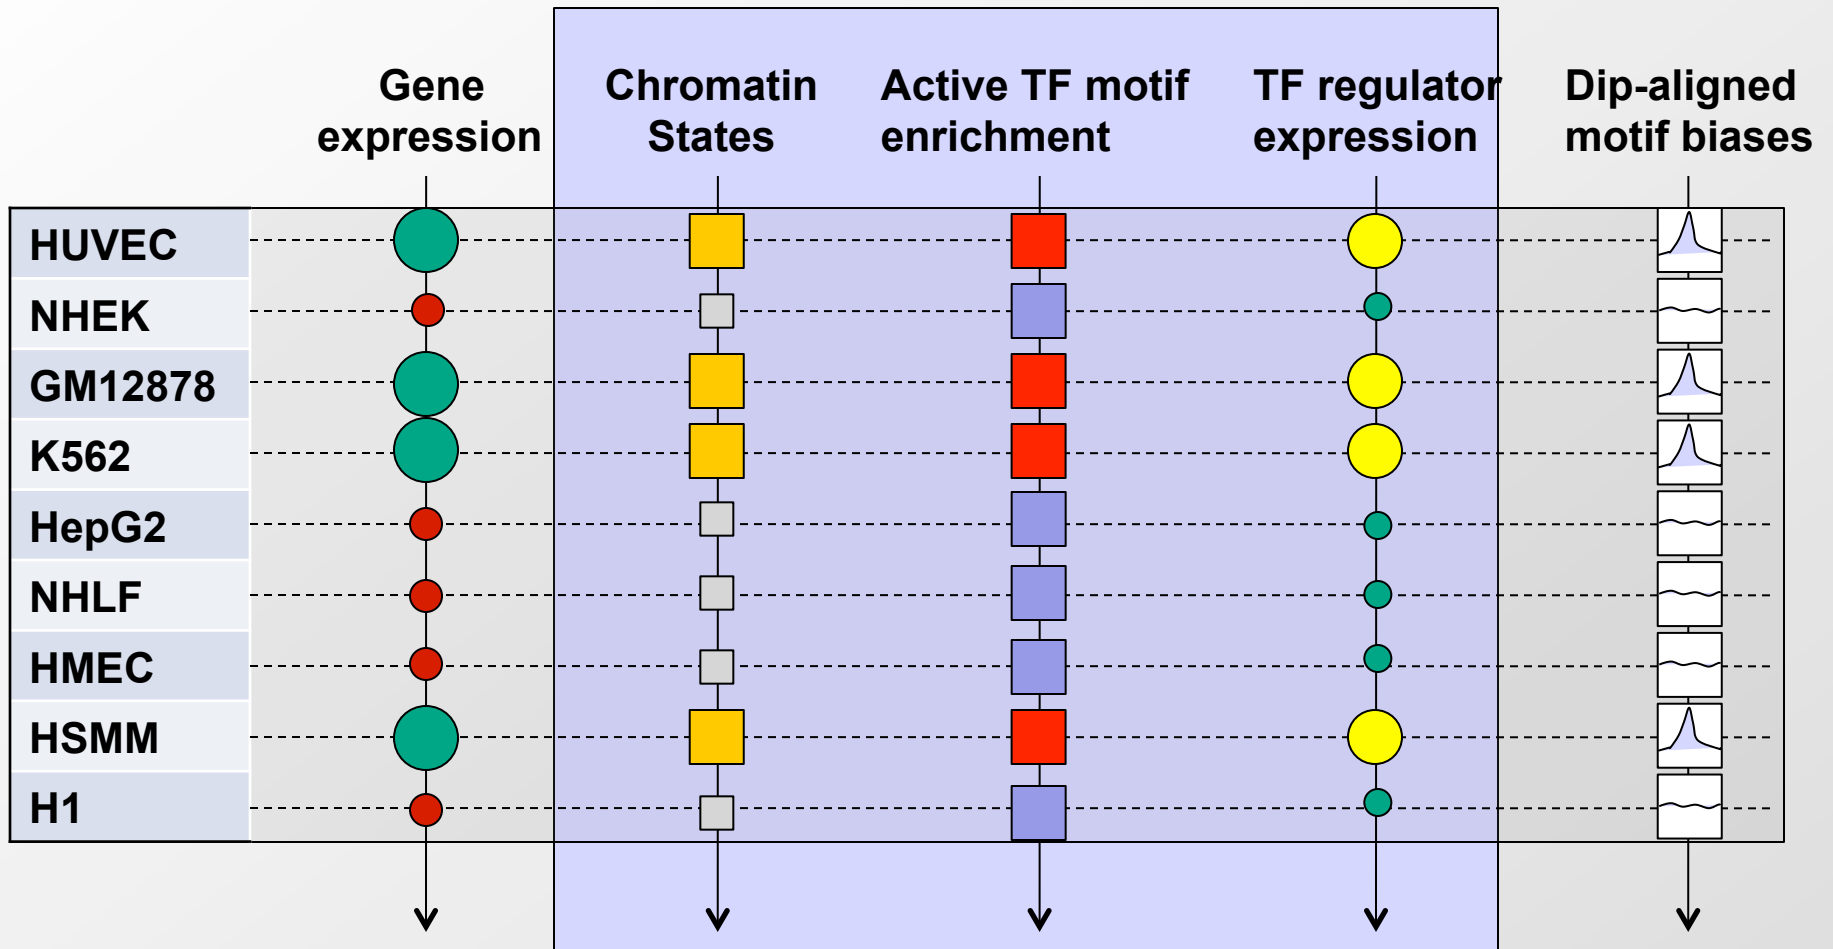 Gene
expression
Chromatin
States
Active TF motif
enrichment
TF regulator
expression
Dip-aligned
motif biases
HUVEC
NHEK
GM12878
K562
HepG2
NHLF
HMEC
HSMM
H1